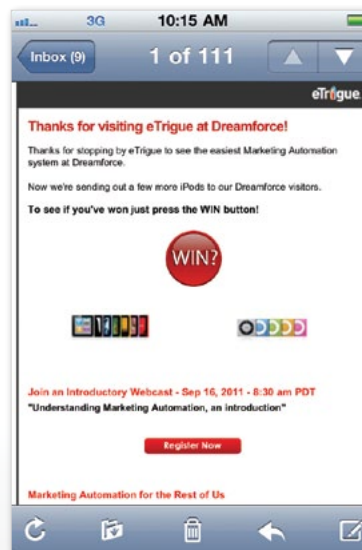 3G 10:15 AM
Inbox (9) 1 of 111
eTrigue
Thanks for visiting eTrigue at Dreamforce!
Thanks for stopping by eTrigue to see the easiest Marketing Automation
system at Dreamforce.
Now we're sending out a few more iPods to our Dreamforce visitors.
To see if you've won just press the WIN button!
WIN?
Join an Introductory Webcast - Sep 16, 2011 - 8:30 am PDT
"Understanding Marketing Automation, an introduction"
Register Now
Marketing Automation for the Rest of Us